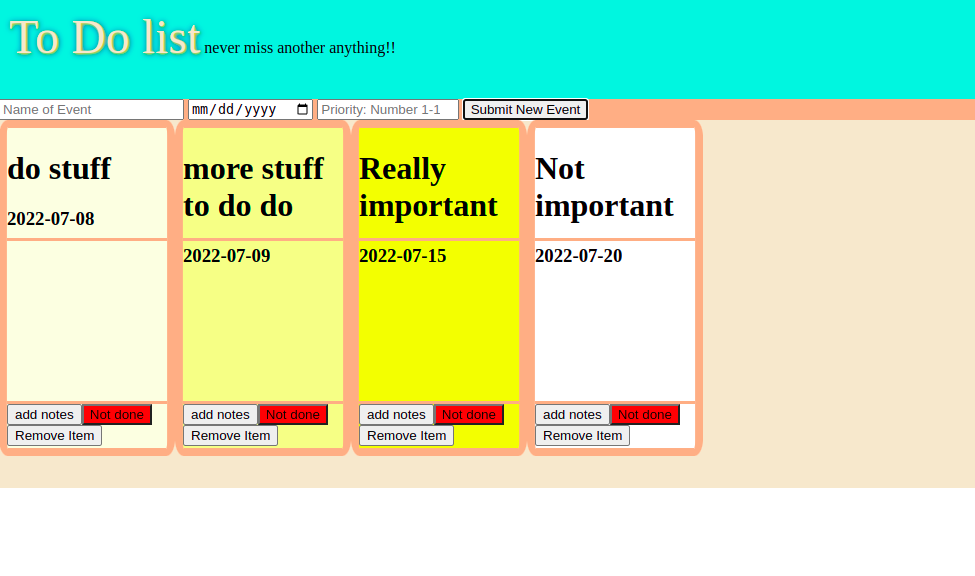 To Do list never miss another anything!!
Name of Event mm/dd/yyyy Priority: Number 1-1 Submit New Event
do stuff
2022-07-08
add notes Not done
Remove Item
more stuff
to do do
2022-07-09
add notes Not done
Remove Item
Really
important
2022-07-15
add notes Not done
Remove Item
Not
important
2022-07-20
add notes Not done
Remove Item